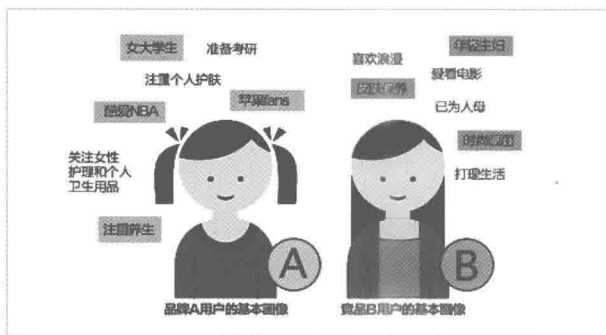 女大学生
准备考研
注重个人护肤
酷爱NBA
苹果fans
关注女性
护理和个人
卫生用品
注重养生
A
品牌A用户的基本画像
年轻主妇
喜欢浪漫
爱看电影
皮肤保养
已为人母
打理生活
B
竞品B用户的基本画像